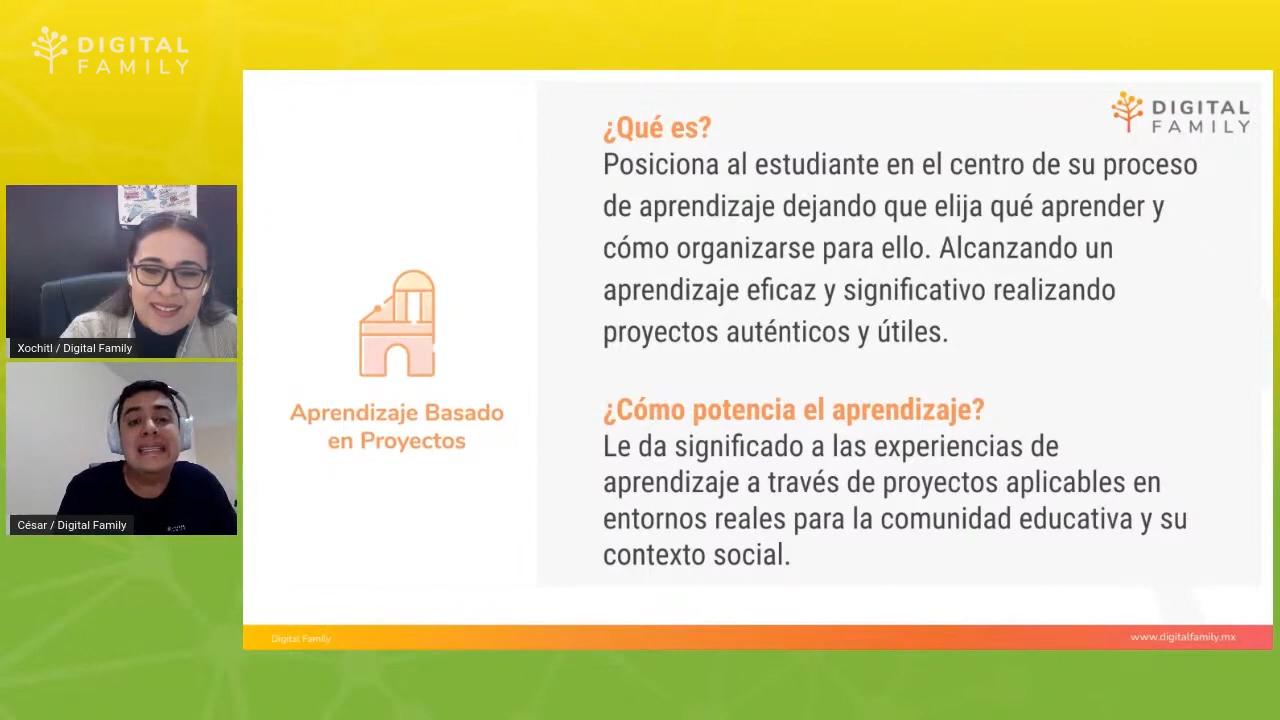 DIGITAL
FAMILY
Xochitl / Digital Family
César / Digital Family
Aprendizaje Basado
en Proyectos
DIGITAL
FAMILY
¿Qué es?
Posiciona al estudiante en el centro de su proceso
de aprendizaje dejando que elija qué aprender y
cómo organizarse para ello. Alcanzando un
aprendizaje eficaz y significativo realizando
proyectos auténticos y útiles.
¿Cómo potencia el aprendizaje?
Le da significado a las experiencias de
aprendizaje a través de proyectos aplicables en
entornos reales para la comunidad educativa y su
contexto social.
Digital Family
www.digitalfamily.mx